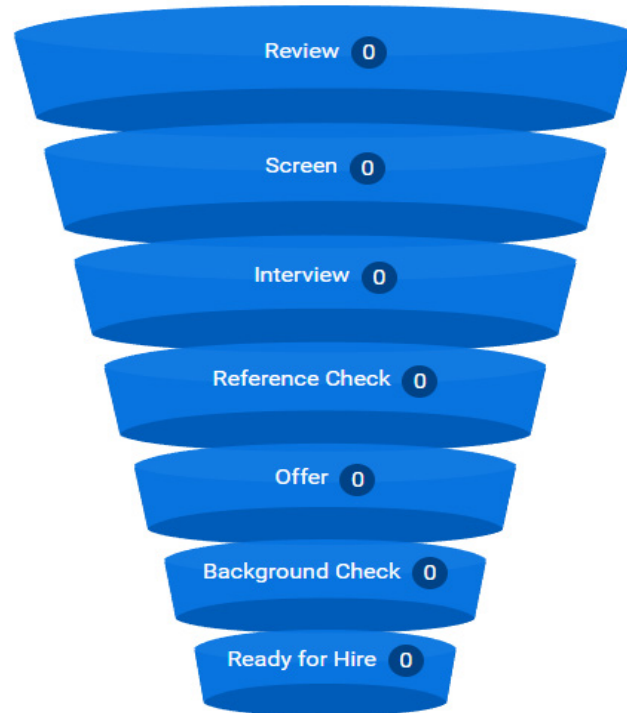 Review 0
Screen 0
Interview 0
Reference Check 0
Offer 0
Background Check 0
Ready for Hire 0